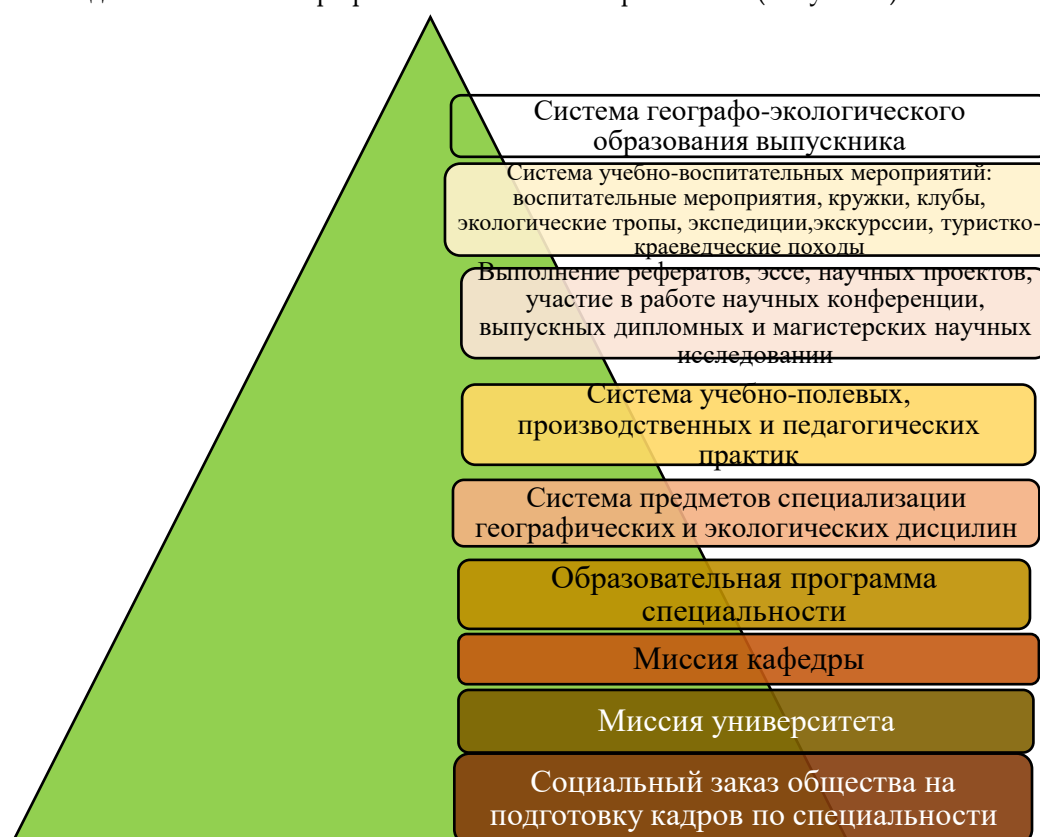 Система географо-экологического
образования выпускника
Система учебно-воспитательных мероприятий:
воспитательные мероприятия, кружки, клубы,
экологические тропы, экспедиции,экскурссии, туристко-
краеведческие походы
Выполнение рефератов, эссе, научных проектов,
участие в работе научных конференции,
выпускных дипломных и магистерских научных
исследовании
Система учебно-полевых,
производственных и педагогических
практик
Система предметов специализации
географических и экологических дисцилин
Образовательная программа
специальности
Миссия кафедры
Миссия университета
Социальный заказ общества на
подготовку кадров по специальности